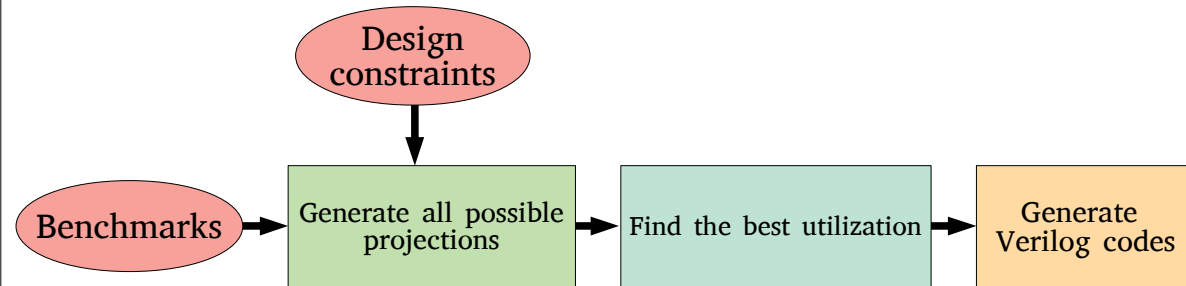 Design
constraints
Benchmarks
Generate all possible
projections
Find the best utilization
Generate
Verilog codes